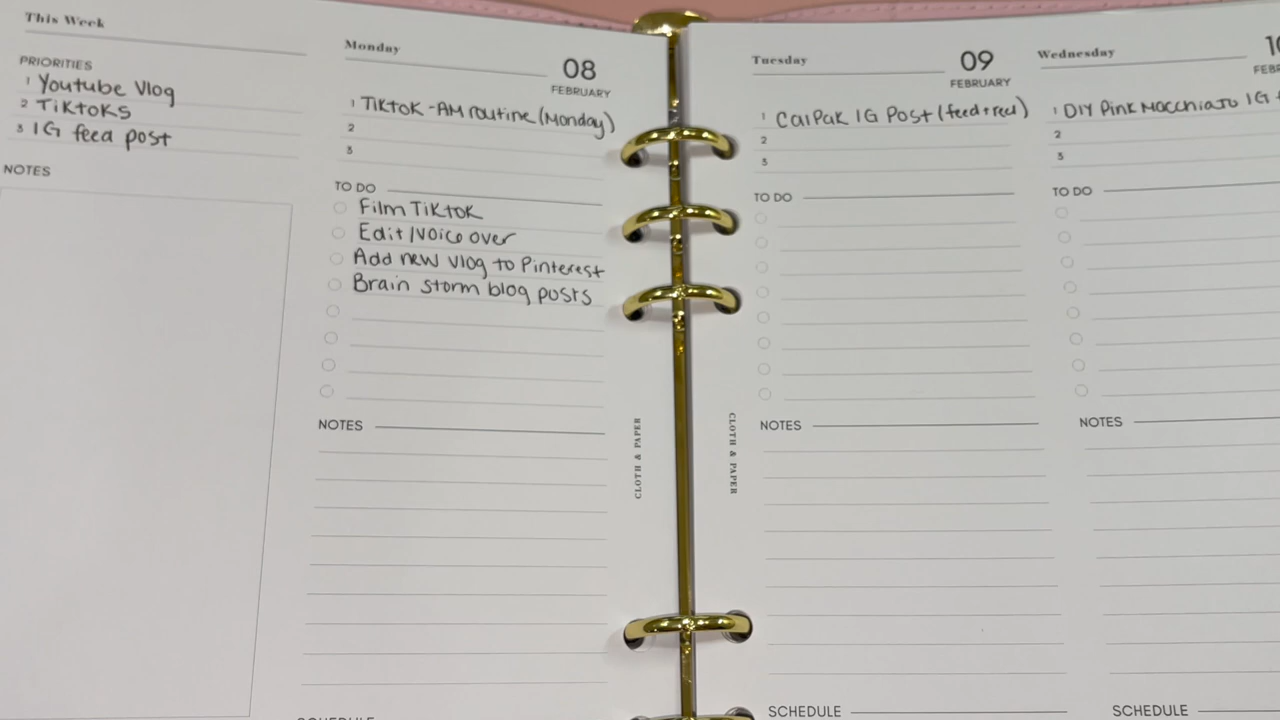 This Week
PRIORITIES
1 Youtube Vlog
2 TikToks
3 IG feed post
NOTES
Monday
08
FEBRUARY
1 TikTok - AM routine (Monday)
2
3
TO DO
Film TikTok
Edit/Voice over
Add new vlog to Pinterest
Brain storm blog posts
NOTES
CLOTH & PAPER
SCHEDULE
Tuesday
09
FEBRUARY
1 CalPak IG Post (feed + reel)
2
3
TO DO
NOTES
CLOTH & PAPER
SCHEDULE
Wednesday
1 DIY Pink Macchiato IG
2
3
TO DO
NOTES
SCHEDULE